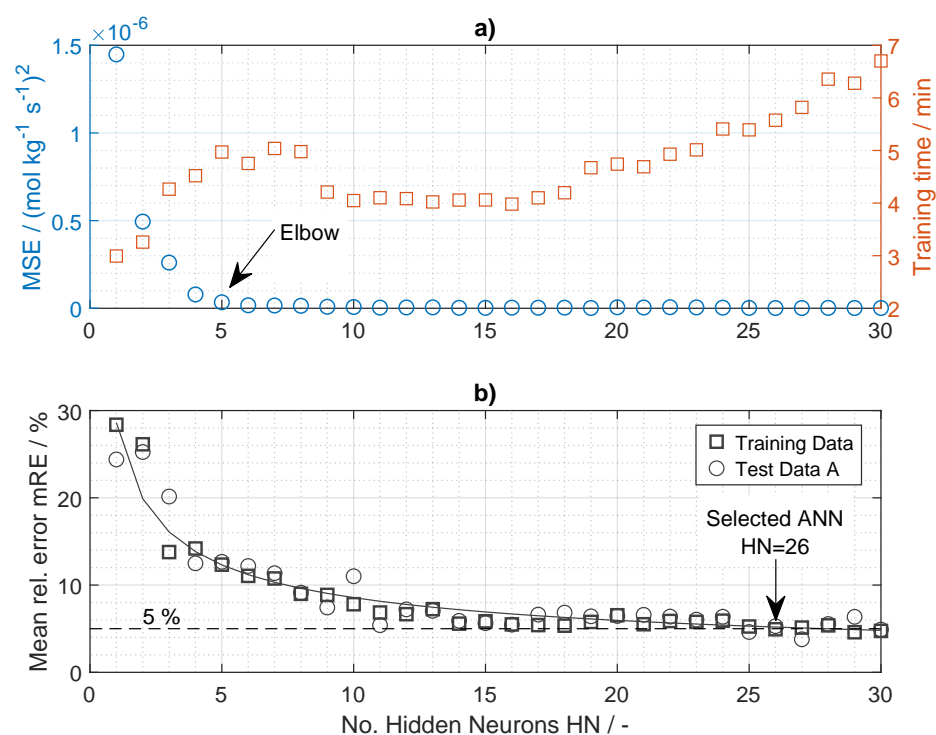 a)
×10⁻⁶
1.5
1
0.5
0
MSE / (mol kg⁻¹ s⁻¹)²
7
6
5
4
3
2
Training time / min
Elbow
0 5 10 15 20 25 30
b)
30
20
10
0
Mean rel. error mRE / %
Training Data
Test Data A
Selected ANN
HN=26
5 %
0 5 10 15 20 25 30
No. Hidden Neurons HN / -